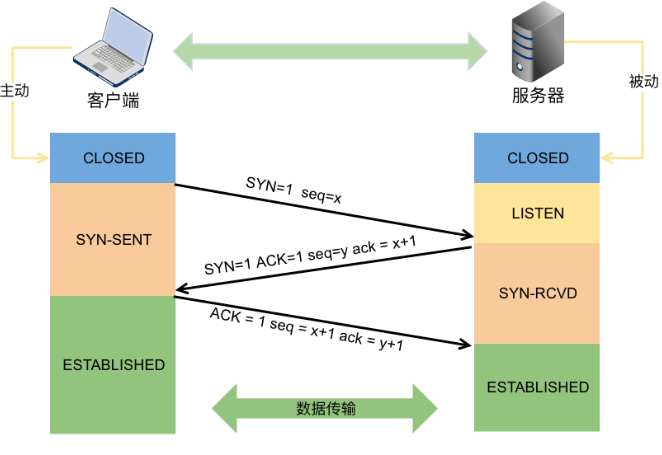 主动
客户端
服务器
被动
CLOSED
CLOSED
SYN=1 seq=x
LISTEN
SYN-SENT
SYN=1 ACK=1 seq=y ack = x+1
SYN-RCVD
ACK = 1 seq = x+1 ack = y+1
ESTABLISHED
ESTABLISHED
数据传输